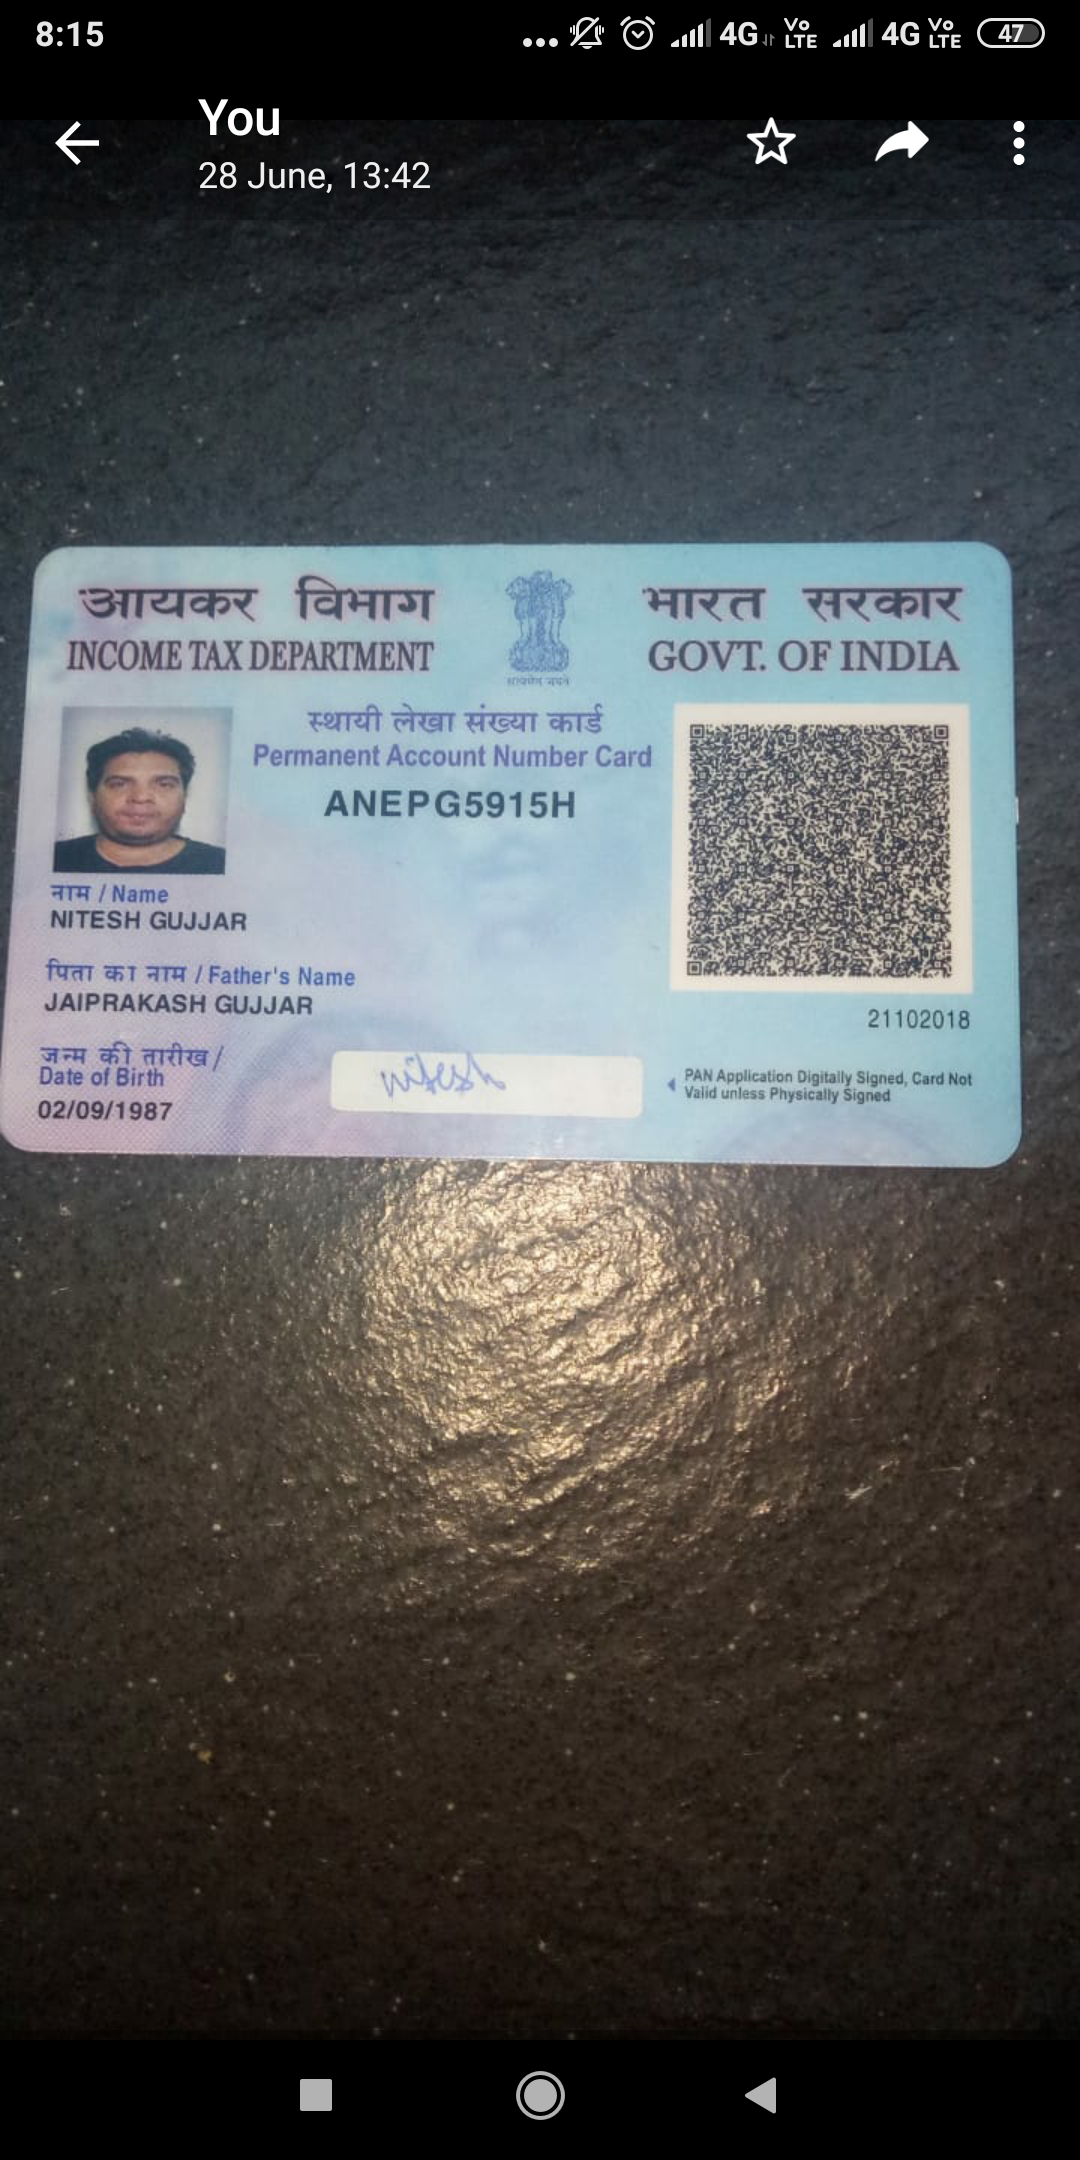 8:15
... 4G Vo LTE 4G Vo LTE 47
You
28 June, 13:42
आयकर विभाग
INCOME TAX DEPARTMENT
भारत सरकार
GOVT. OF INDIA
सत्यमेव जयते
स्थायी लेखा संख्या कार्ड
Permanent Account Number Card
ANEPG5915H
नाम / Name
NITESH GUJJAR
पिता का नाम / Father's Name
JAIPRAKASH GUJJAR
21102018
जन्म की तारीख /
Date of Birth
02/09/1987
nitesh
PAN Application Digitally Signed, Card Not
Valid unless Physically Signed